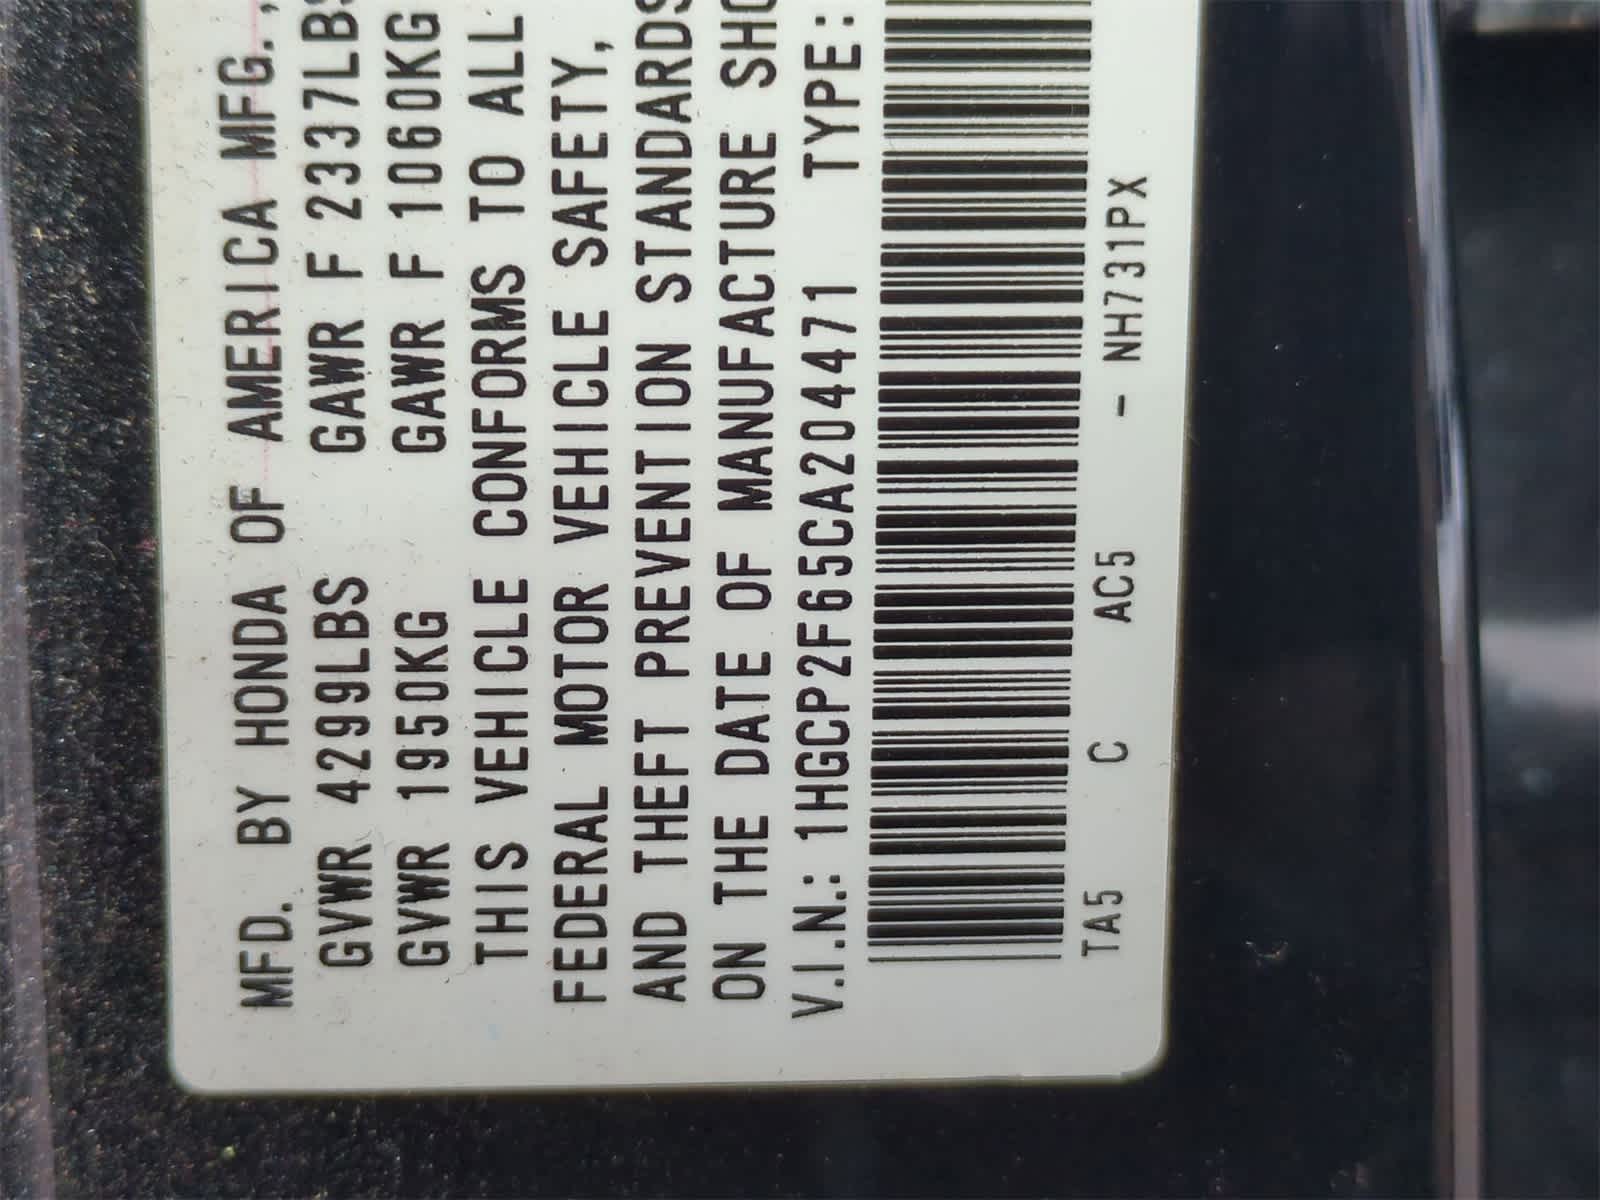 MFD. BY HONDA OF AMERICA MFG.,
GVWR 4299LBS GAWR F 2337LBS
GVWR 1950KG GAWR F 1060KG
THIS VEHICLE CONFORMS TO ALL
FEDERAL MOTOR VEHICLE SAFETY,
AND THEFT PREVENTION STANDARDS
ON THE DATE OF MANUFACTURE SHO
V.I.N.: 1HGCP2F65CA204471 TYPE:
TA5 C AC5 - NH731PX